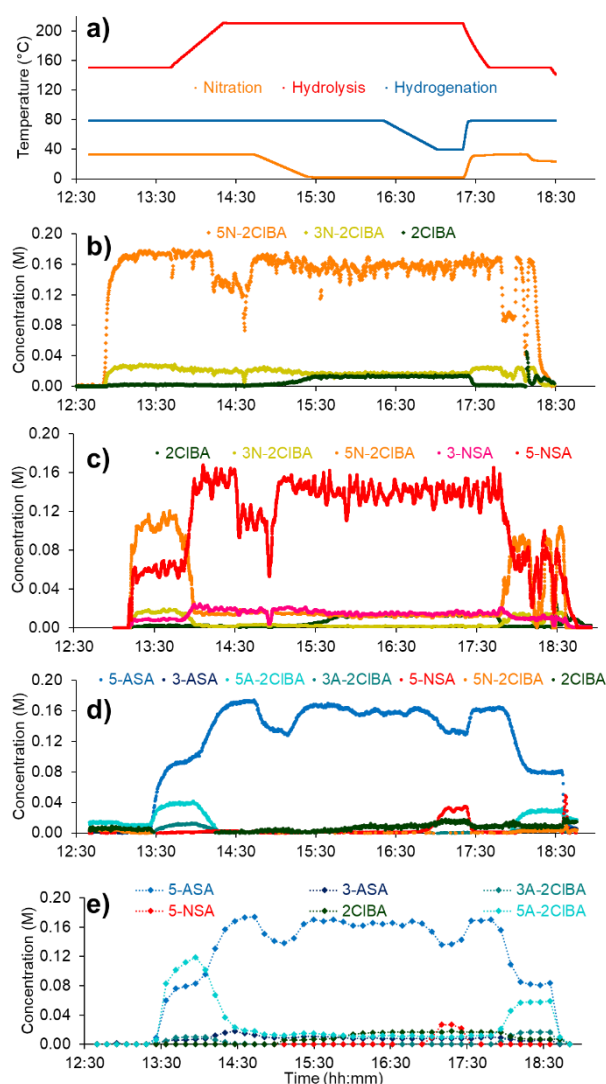 a)
Temperature (°C)
200
160
120
80
40
0
• Nitration • Hydrolysis • Hydrogenation
12:30 13:30 14:30 15:30 16:30 17:30 18:30
b)
• 5N-2ClBA • 3N-2ClBA • 2ClBA
Concentration (M)
0.20
0.16
0.12
0.08
0.04
0.00
12:30 13:30 14:30 15:30 16:30 17:30 18:30
c)
• 2ClBA • 3N-2ClBA • 5N-2ClBA • 3-NSA • 5-NSA
Concentration (M)
0.20
0.16
0.12
0.08
0.04
0.00
12:30 13:30 14:30 15:30 16:30 17:30 18:30
• 5-ASA • 3-ASA • 5A-2ClBA • 3A-2ClBA • 5-NSA • 5N-2ClBA • 2ClBA
d)
Concentration (M)
0.20
0.16
0.12
0.08
0.04
0.00
12:30 13:30 14:30 15:30 16:30 17:30 18:30
e)
5-ASA 3-ASA 3A-2ClBA
5-NSA 2ClBA 5A-2ClBA
Concentration (M)
0.20
0.16
0.12
0.08
0.04
0.00
12:30 13:30 14:30 15:30 16:30 17:30 18:30
Time (hh:mm)